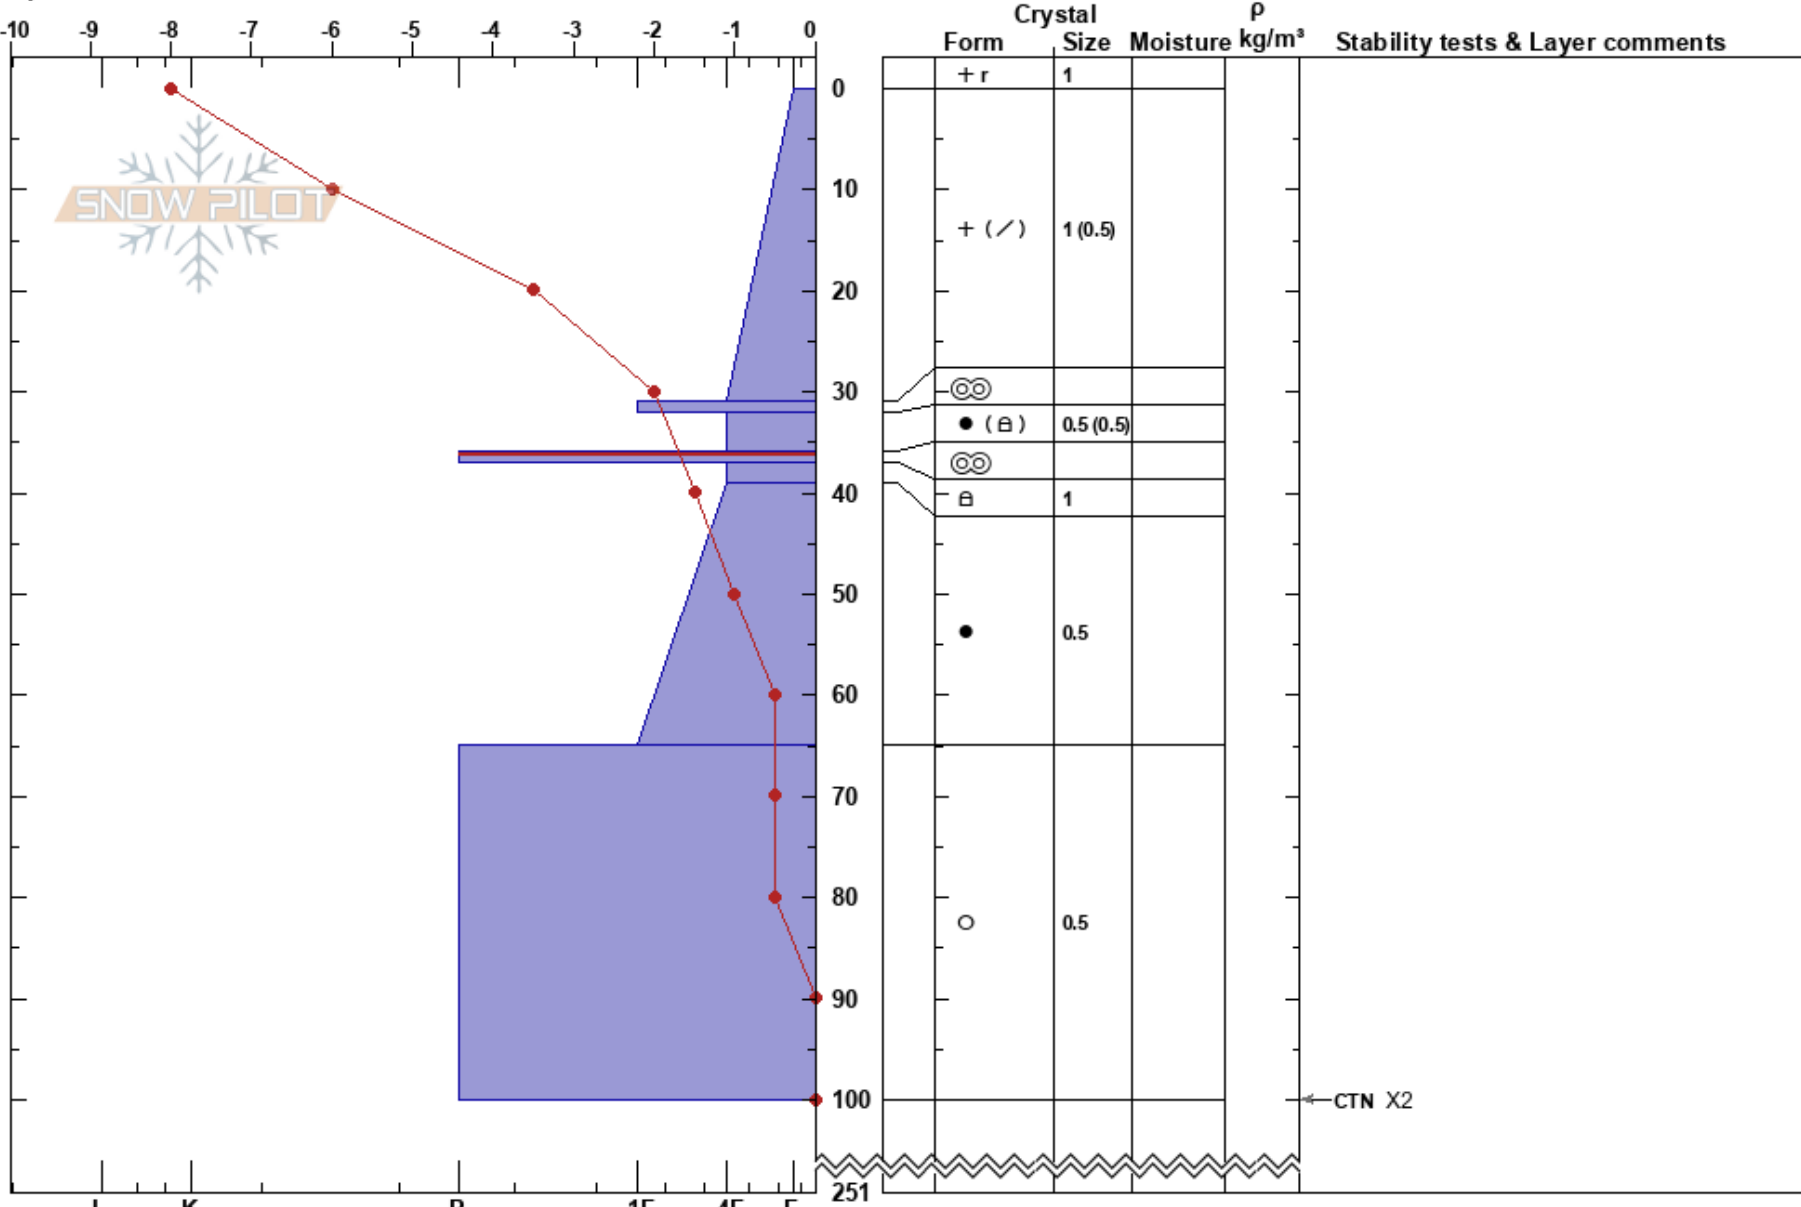 Crystal ρ
-10 -9 -8 -7 -6 -5 -4 -3 -2 -1 0 Form Size Moisture kg/m³ Stability tests & Layer comments
+ r 1
0
SNOW PILOT 10
+ (/) 1 (0.5)
20
30
● 0.5 (0.5)
1
40
50
● 0.5
60
70
80
○ 0.5
90
100 CTN X2
251